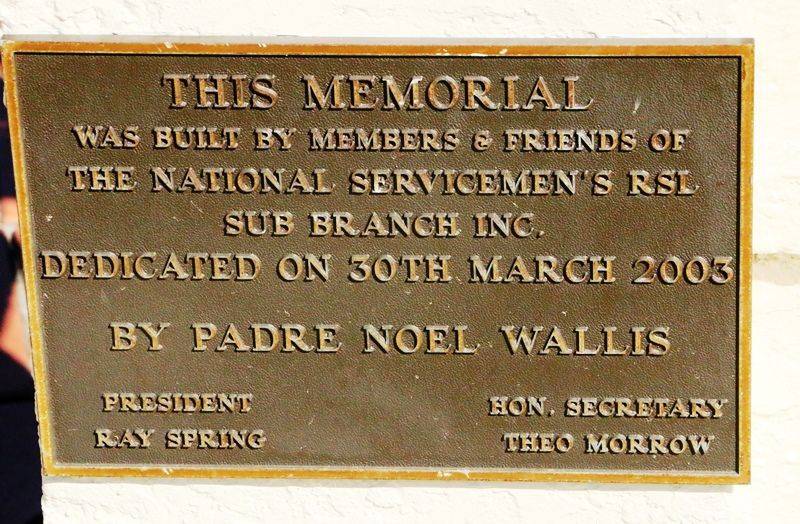 THIS MEMORIAL
WAS BUILT BY MEMBERS & FRIENDS OF
THE NATIONAL SERVICEMEN'S RSL
SUB BRANCH INC.
DEDICATED ON 30TH MARCH 2003
BY PADRE NOEL WALLIS
PRESIDENT
RAY SPRING
HON. SECRETARY
THEO MORROW